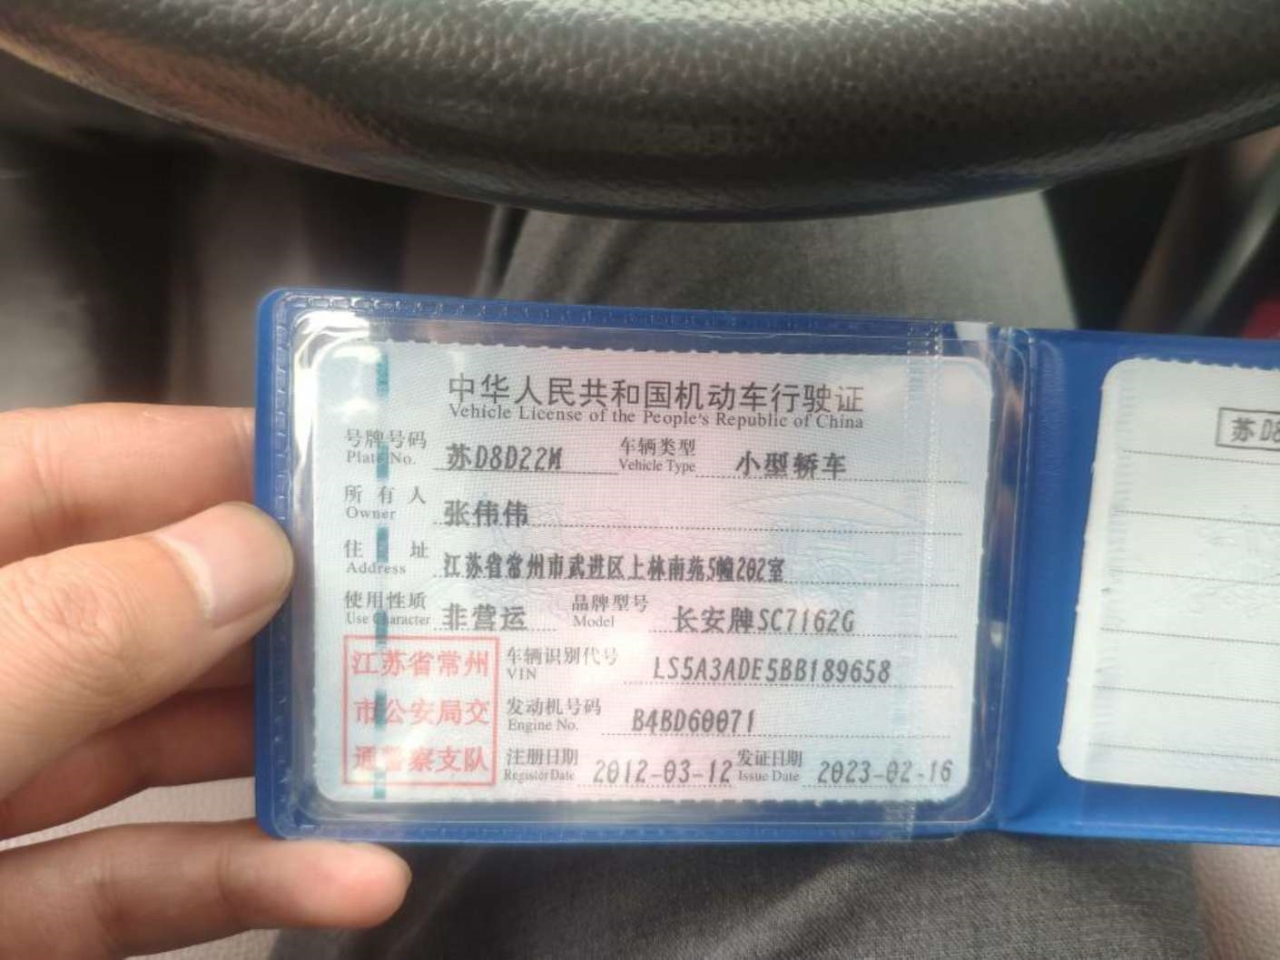 中华人民共和国机动车行驶证
Vehicle License of the People's Republic of China
号牌号码 苏D8D22M 车辆类型 小型轿车
Plate No. Vehicle Type
所有人 张伟伟
Owner
住址 江苏省常州市武进区上林南苑5幢202室
Address
使用性质 非营运 品牌型号 长安牌SC7162G
Use Character Model
江苏省常州
市公安局交
通警察支队
车辆识别代号 LS5A3ADE5BB189658
VIN
发动机号码 B4BD60071
Engine No.
注册日期 2012-03-12 发证日期 2023-02-16
Register Date Issue Date
苏D8